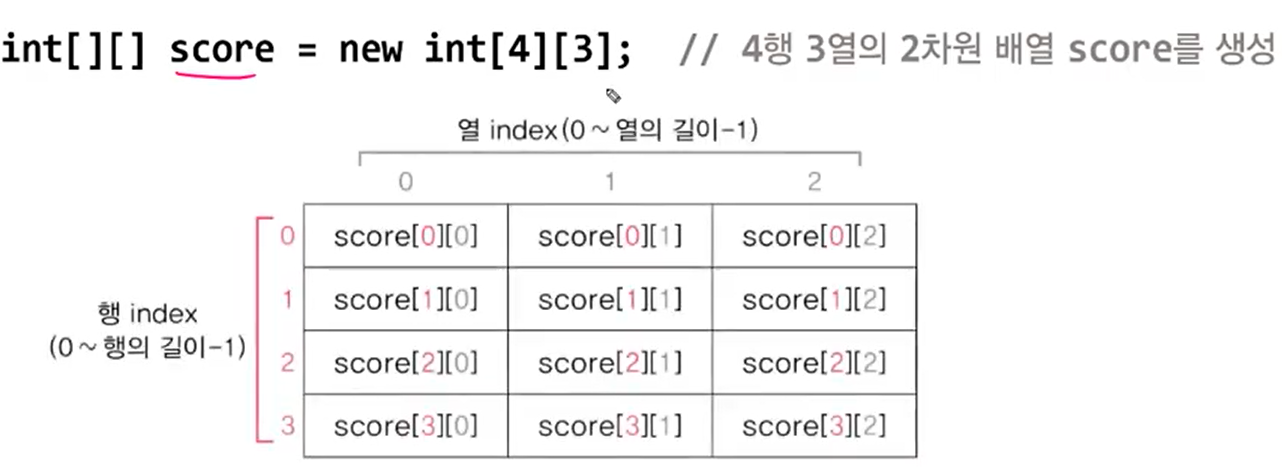 int[][] score = new int[4][3]; // 4행 3열의 2차원 배열 score를 생성
열 index(0 ~ 열의 길이-1)
0 1 2
0 score[0][0] score[0][1] score[0][2]
1 score[1][0] score[1][1] score[1][2]
행 index
(0 ~ 행의 길이-1)
2 score[2][0] score[2][1] score[2][2]
3 score[3][0] score[3][1] score[3][2]